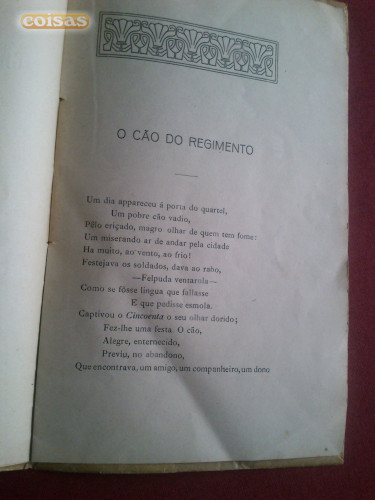 coisas
O CÃO DO REGIMENTO
Um dia appareceu á porta do quartel,
Um pobre cão vadio,
Pêlo eriçado, magro olhar de quem tem fome:
Um miserando ar de andar pela cidade
Ha muito, ao vento, ao frio!
Festejava os soldados, dava ao rabo,
—Felpuda ventarola—
Como se fôsse lingua que fallasse
E que pedisse esmola.
Captivou o Cincoenta o seu olhar dorido;
Fez-lhe uma festa. O cão,
Alegre, enternecido,
Previu, no abandono,
Que encontrava, um amigo, am companheiro, um dono